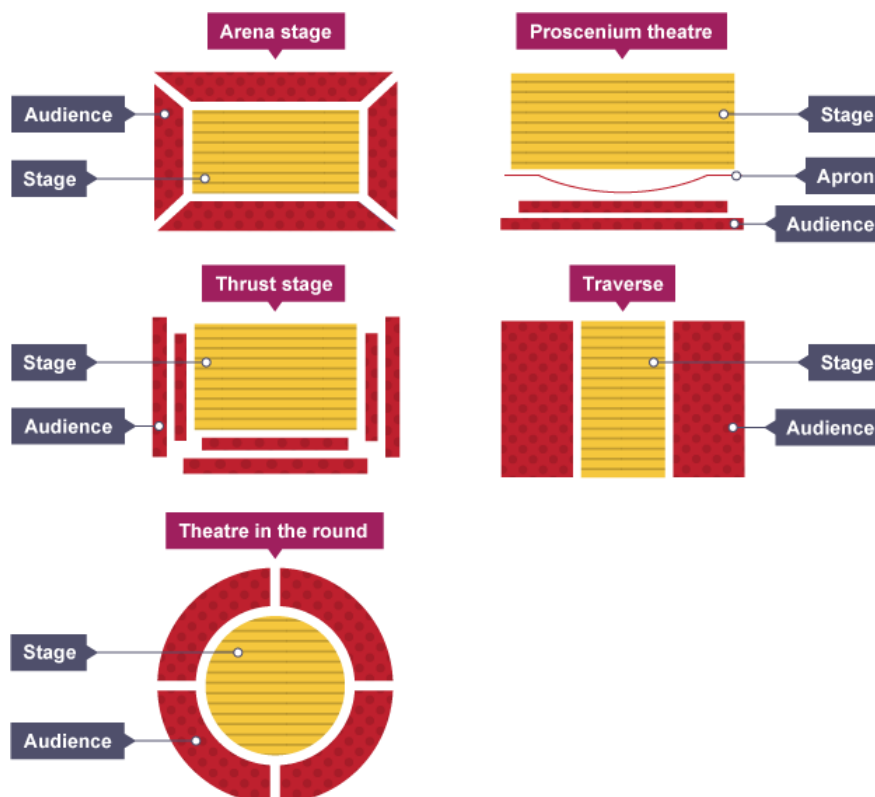 Arena stage
Audience
Stage
Proscenium theatre
Stage
Apron
Audience
Thrust stage
Stage
Audience
Traverse
Stage
Audience
Theatre in the round
Stage
Audience